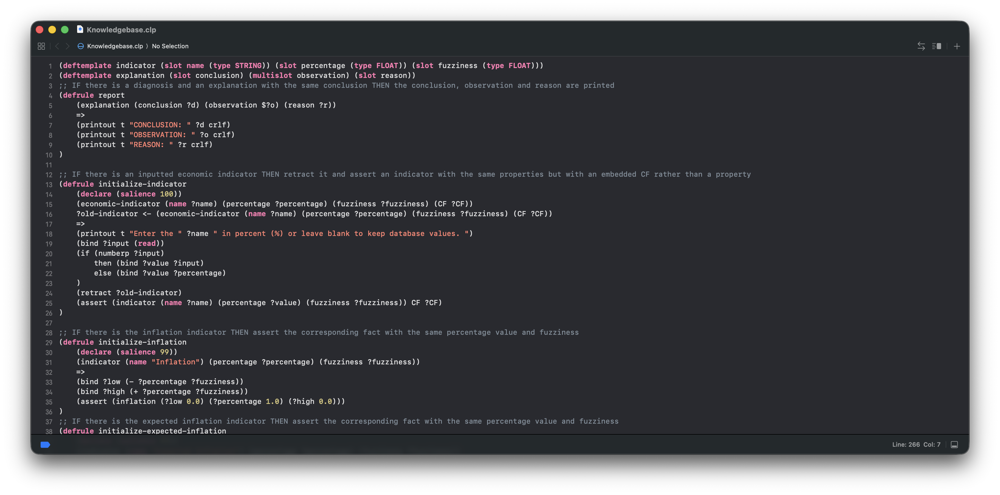 Knowledgebase.clp
Knowledgebase.clp 〉 No Selection
1 (deftemplate indicator (slot name (type STRING)) (slot percentage (type FLOAT)) (slot fuzziness (type FLOAT)))
2 (deftemplate explanation (slot conclusion) (multislot observation) (slot reason))
3 ;; IF there is a diagnosis and an explanation with the same conclusion THEN the conclusion, observation and reason are printed
4 (defrule report
5     (explanation (conclusion ?d) (observation $?o) (reason ?r))
6     =>
7     (printout t "CONCLUSION: " ?d crlf)
8     (printout t "OBSERVATION: " ?o crlf)
9     (printout t "REASON: " ?r crlf)
10 )
11
12 ;; IF there is an inputted economic indicator THEN retract it and assert an indicator with the same properties but with an embedded CF rather than a property
13 (defrule initialize-indicator
14     (declare (salience 100))
15     (economic-indicator (name ?name) (percentage ?percentage) (fuzziness ?fuzziness) (CF ?CF))
16     ?old-indicator <- (economic-indicator (name ?name) (percentage ?percentage) (fuzziness ?fuzziness) (CF ?CF))
17     =>
18     (printout t "Enter the " ?name " in percent (%) or leave blank to keep database values. ")
19     (bind ?input (read))
20     (if (numberp ?input)
21         then (bind ?value ?input)
22         else (bind ?value ?percentage)
23     )
24     (retract ?old-indicator)
25     (assert (indicator (name ?name) (percentage ?value) (fuzziness ?fuzziness)) CF ?CF)
26 )
27
28 ;; IF there is the inflation indicator THEN assert the corresponding fact with the same percentage value and fuzziness
29 (defrule initialize-inflation
30     (declare (salience 99))
31     (indicator (name "Inflation") (percentage ?percentage) (fuzziness ?fuzziness))
32     =>
33     (bind ?low (- ?percentage ?fuzziness))
34     (bind ?high (+ ?percentage ?fuzziness))
35     (assert (inflation (?low 0.0) (?percentage 1.0) (?high 0.0)))
36 )
37 ;; IF there is the expected inflation indicator THEN assert the corresponding fact with the same percentage value and fuzziness
38 (defrule initialize-expected-inflation
Line: 266 Col: 7